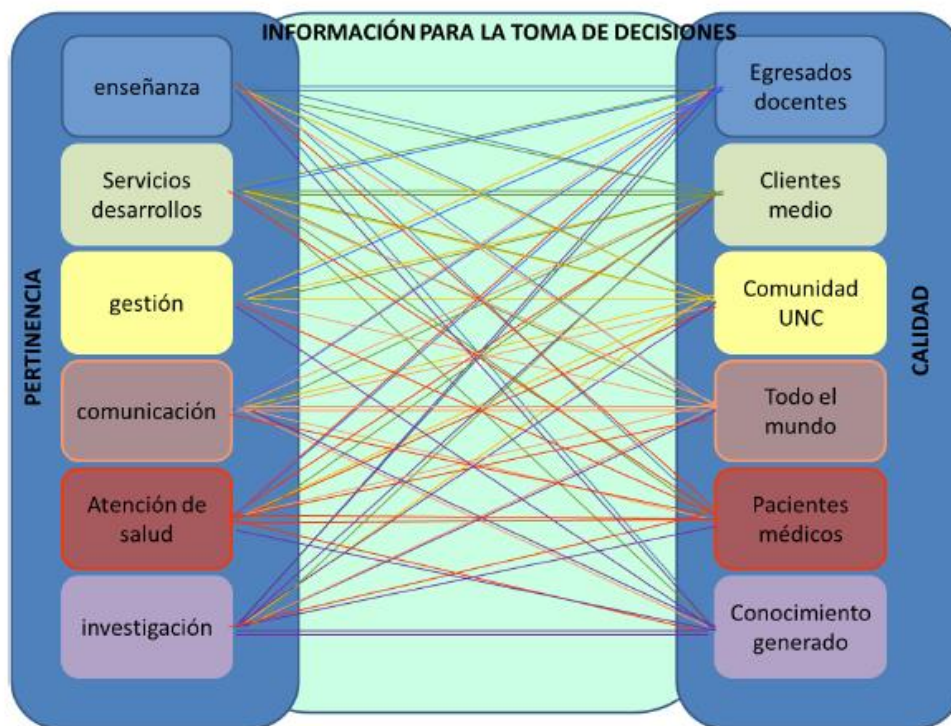 INFORMACIÓN PARA LA TOMA DE DECISIONES
PERTINENCIA
enseñanza
Servicios
desarrollos
gestión
comunicación
Atención de
salud
investigación
Egresados
docentes
Clientes
medio
Comunidad
UNC
Todo el
mundo
Pacientes
médicos
Conocimiento
generado
CALIDAD